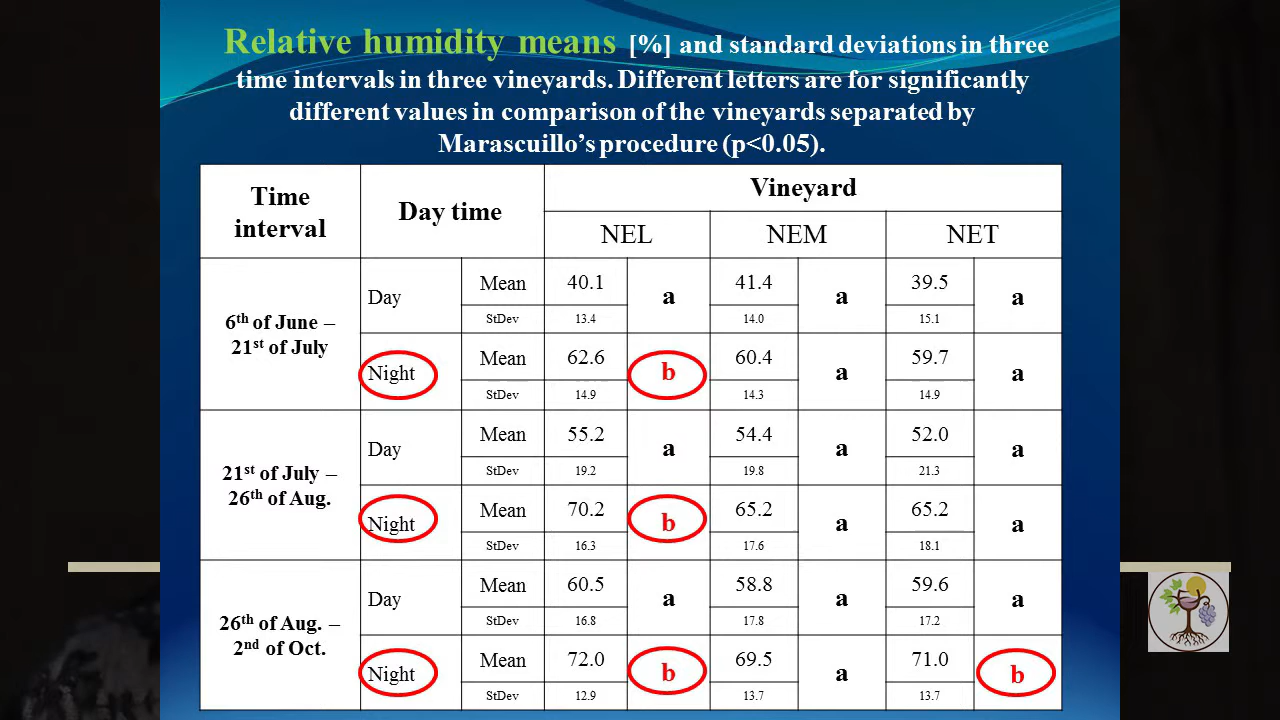 Relative humidity means [%] and standard deviations in three
time intervals in three vineyards. Different letters are for significantly
different values in comparison of the vineyards separated by
Marascuillo's procedure (p<0.05).
Time interval Day time Vineyard
NEL NEM NET
6th of June – 21st of July
Day Mean 40.1 a 41.4 a 39.5 a
StDev 13.4 14.0 15.1
Night Mean 62.6 b 60.4 a 59.7 a
StDev 14.9 14.3 14.9
21st of July – 26th of Aug.
Day Mean 55.2 a 54.4 a 52.0 a
StDev 19.2 19.8 21.3
Night Mean 70.2 b 65.2 a 65.2 a
StDev 16.3 17.6 18.1
26th of Aug. – 2nd of Oct.
Day Mean 60.5 a 58.8 a 59.6 a
StDev 16.8 17.8 17.2
Night Mean 72.0 b 69.5 a 71.0 b
StDev 12.9 13.7 13.7